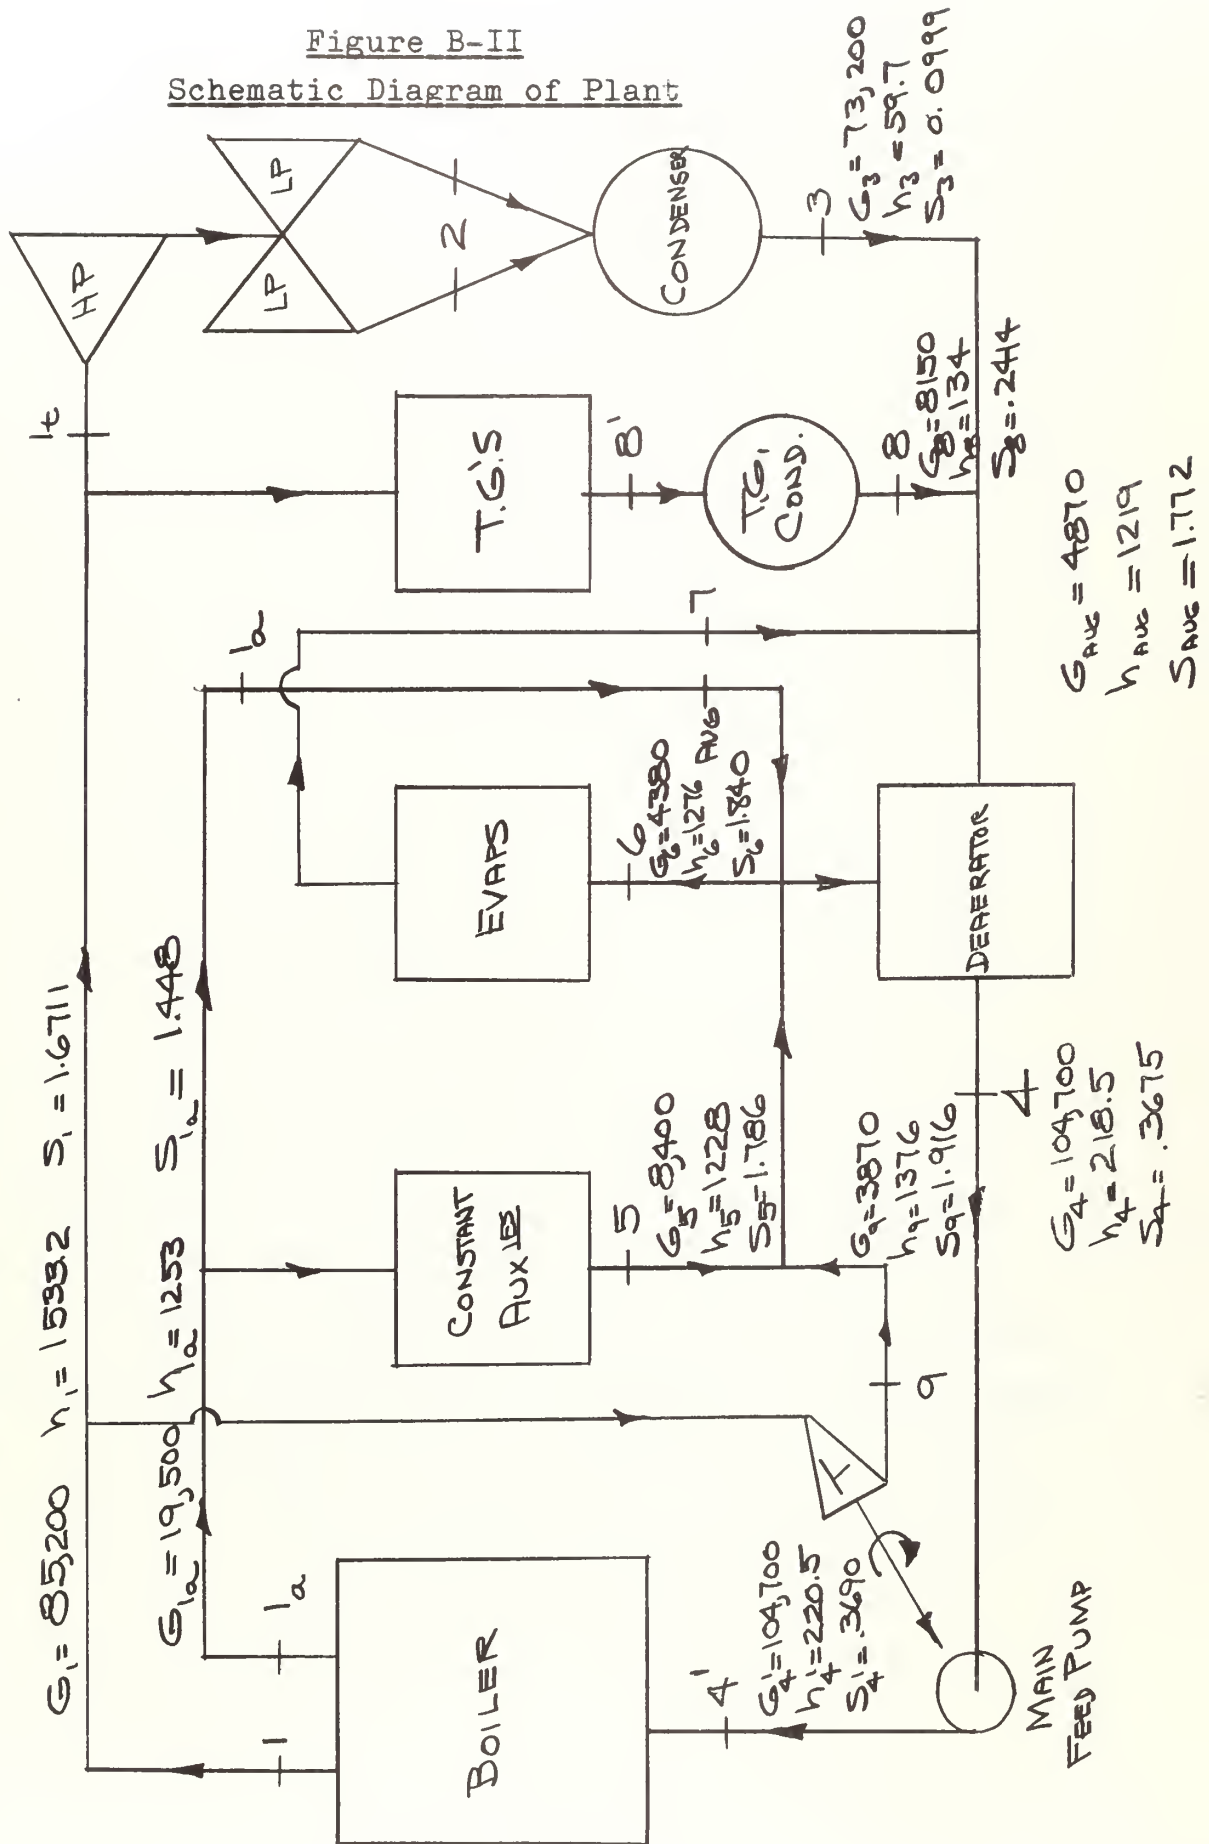 Figure B-II
Schematic Diagram of Plant
G₁ = 85,200 h₁ = 1533.2 S₁ = 1.6711
G₁ₐ = 19,500 h₁ₐ = 1253 S₁ₐ = 1.448
1
1a
BOILER
4'
G₄' = 104,700
h₄' = 220.5
S₄' = .3690
MAIN
FEED PUMP
T
9
G₉ = 3870
h₉ = 1376
S₉ = 1.916
CONSTANT
AUXIES
5
G₅ = 8,400
h₅ = 1228
S₅ = 1.786
4
G₄ = 104,700
h₄ = 218.5
S₄ = .3675
EVAPS
6
G₆ = 4380
h₆ = 1276
S₆ = 1.840
AUG
DEAERATOR
1a
7
G AUG = 4870
h AUG = 1219
S AUG = 1.772
1t
T.G.'S
8'
T.G.
COND.
8
G₈ = 8150
h₈ = 134
S₈ = .2414
HP
LP
LP
2
CONDENSER
3
G₃ = 73,200
h₃ = 59.7
S₃ = 0.0999